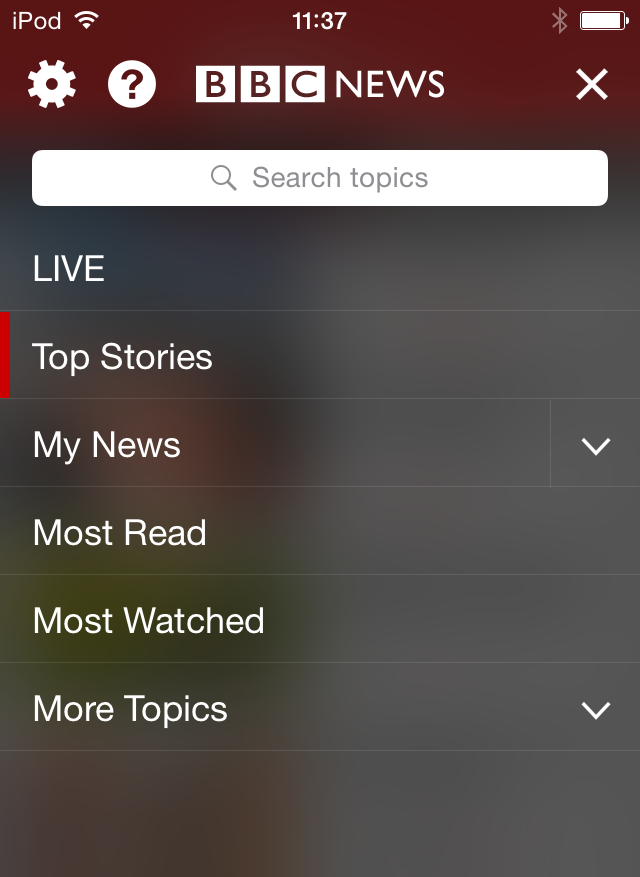 iPod 11:37
? BBC NEWS
Search topics
LIVE
Top Stories
My News
Most Read
Most Watched
More Topics